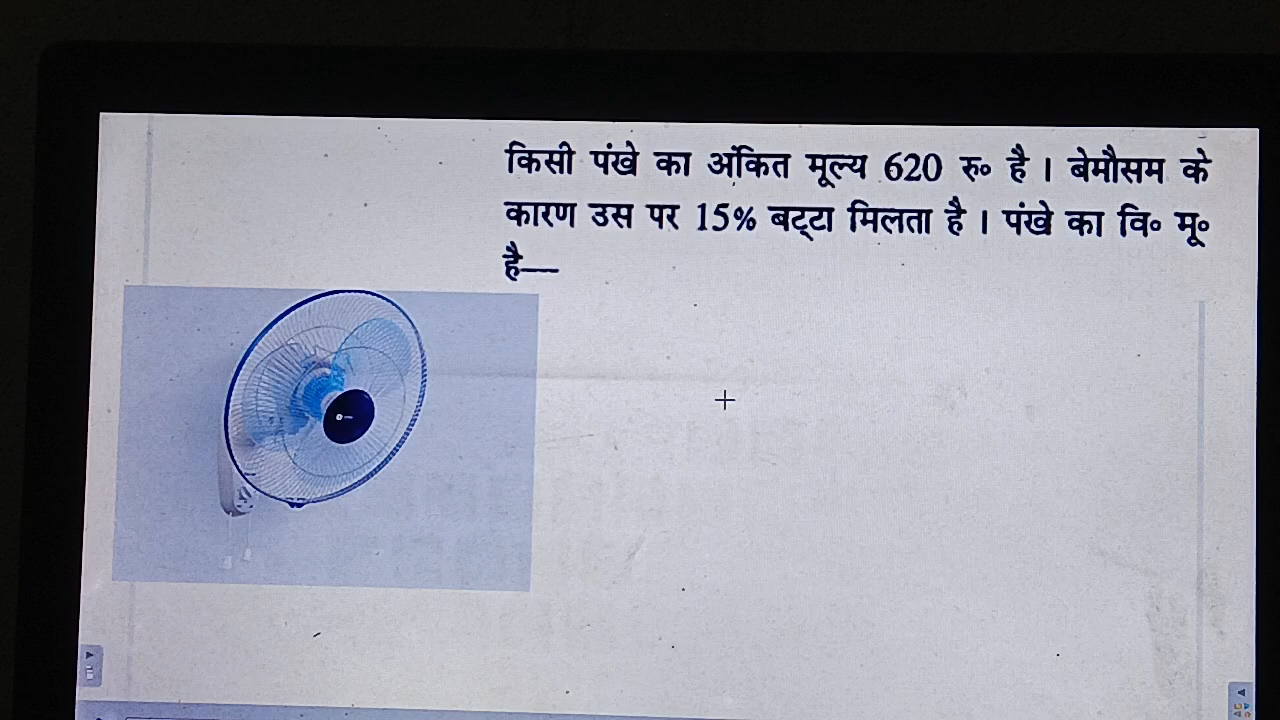 किसी पंखे का अंकित मूल्य 620 रु० है । बेमौसम के
कारण उस पर 15% बट्टा मिलता है । पंखे का वि० मू०
है—